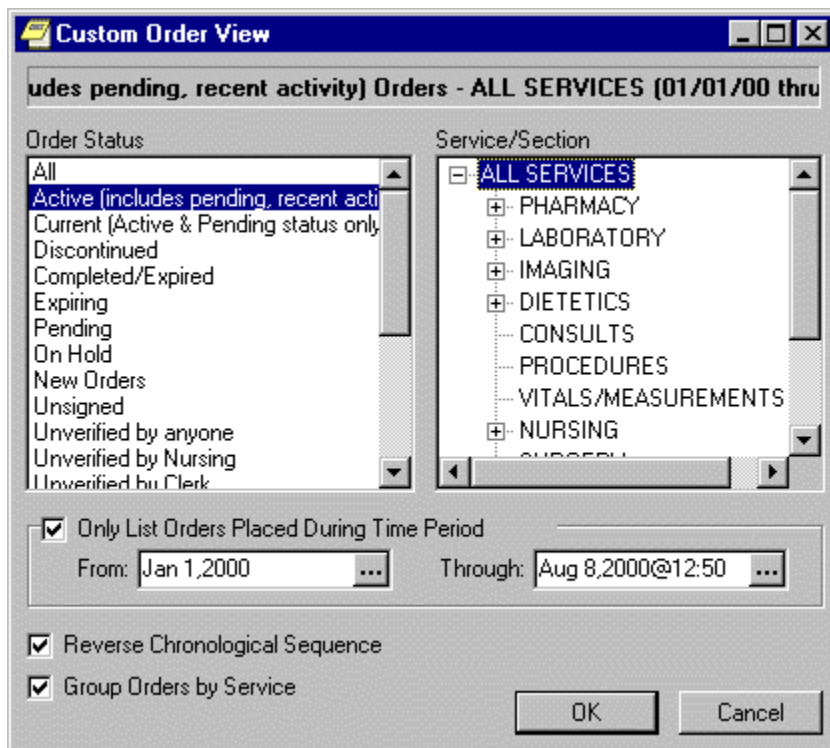 Custom Order View
udes pending, recent activity) Orders - ALL SERVICES (01/01/00 thru
Order Status
All
Active (includes pending, recent acti
Current (Active & Pending status only
Discontinued
Completed/Expired
Expiring
Pending
On Hold
New Orders
Unsigned
Unverified by anyone
Unverified by Nursing
Unverified by Clerk
Service/Section
ALL SERVICES
PHARMACY
LABORATORY
IMAGING
DIETETICS
CONSULTS
PROCEDURES
VITALS/MEASUREMENTS
NURSING
SURGERY
Only List Orders Placed During Time Period
From: Jan 1,2000 ... Through: Aug 8,2000@12:50 ...
Reverse Chronological Sequence
Group Orders by Service
OK Cancel